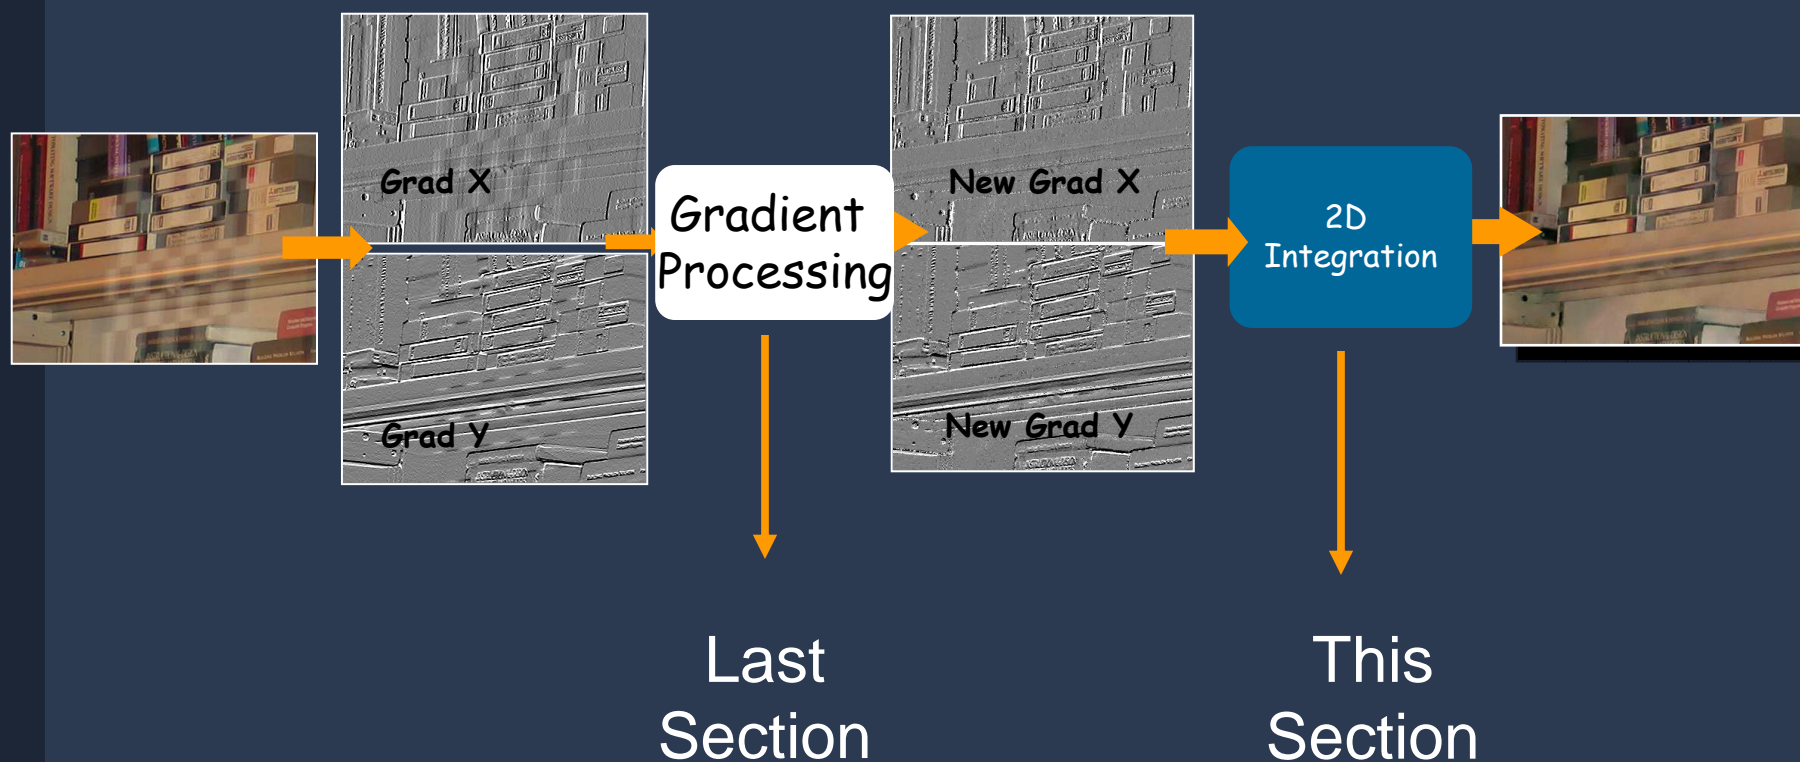 Grad X
Grad Y
Gradient
Processing
New Grad X
New Grad Y
2D
Integration
Last
Section
This
Section